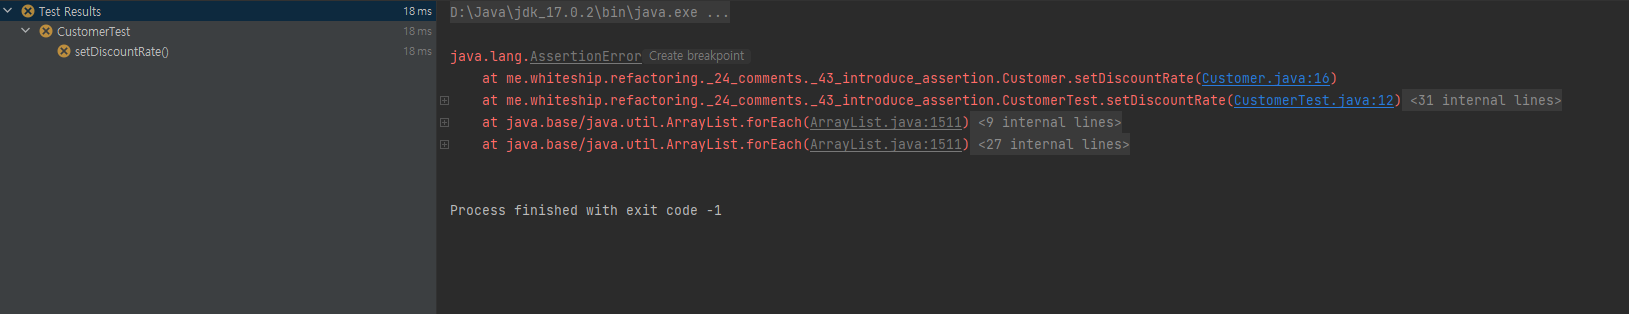 Test Results 18 ms
CustomerTest 18 ms
setDiscountRate() 18 ms
D:\Java\jdk_17.0.2\bin\java.exe ...
java.lang.AssertionError Create breakpoint
at me.whiteship.refactoring._24_comments._43_introduce_assertion.Customer.setDiscountRate(Customer.java:16)
at me.whiteship.refactoring._24_comments._43_introduce_assertion.CustomerTest.setDiscountRate(CustomerTest.java:12) <31 internal lines>
at java.base/java.util.ArrayList.forEach(ArrayList.java:1511) <9 internal lines>
at java.base/java.util.ArrayList.forEach(ArrayList.java:1511) <27 internal lines>
Process finished with exit code -1